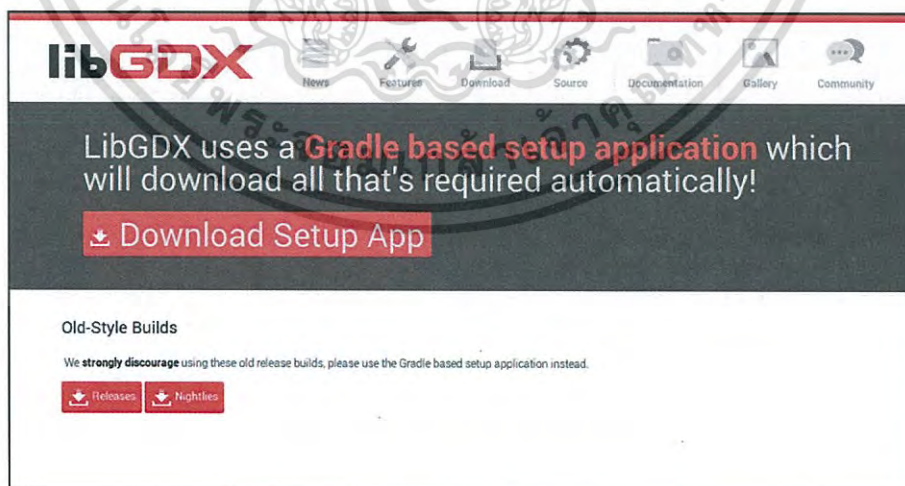 libGDX
News Features Download Source Documentation Gallery Community
LibGDX uses a Gradle based setup application which
will download all that's required automatically!
Download Setup App
Old-Style Builds
We strongly discourage using these old release builds, please use the Gradle based setup application instead.
Releases Nightlies